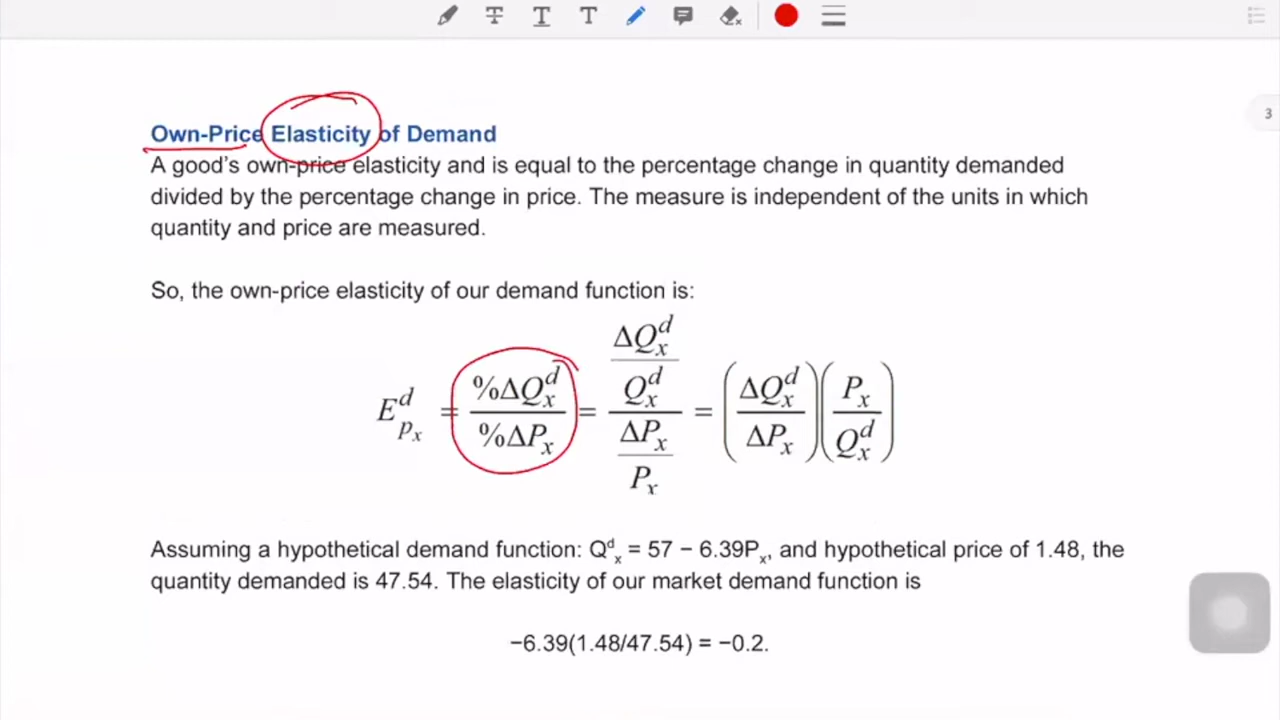 3
Own-Price Elasticity of Demand
A good's own-price elasticity and is equal to the percentage change in quantity demanded
divided by the percentage change in price. The measure is independent of the units in which
quantity and price are measured.
So, the own-price elasticity of our demand function is:
E^d_{p_x} = %ΔQ^d_x / %ΔP_x = (ΔQ^d_x / Q^d_x) / (ΔP_x / P_x) = (ΔQ^d_x / ΔP_x)(P_x / Q^d_x)
Assuming a hypothetical demand function: Q^d_x = 57 − 6.39P_x, and hypothetical price of 1.48, the
quantity demanded is 47.54. The elasticity of our market demand function is
−6.39(1.48/47.54) = −0.2.